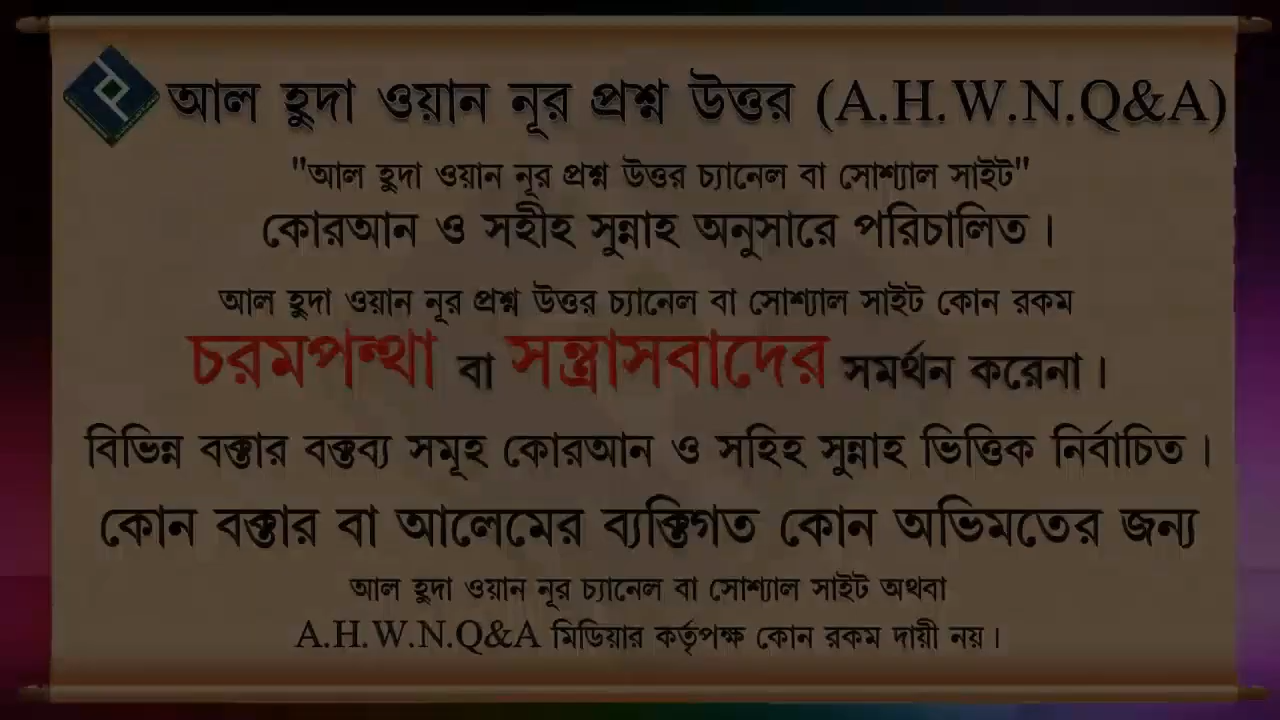 আল হুদা ওয়ান নূর প্রশ্ন উত্তর (A.H.W.N.Q&A)
"আল হুদা ওয়ান নূর প্রশ্ন উত্তর চ্যানেল বা সোশ্যাল সাইট"
কোরআন ও সহীহ সুন্নাহ অনুসারে পরিচালিত।
আল হুদা ওয়ান নূর প্রশ্ন উত্তর চ্যানেল বা সোশ্যাল সাইট কোন রকম
চরমপন্থা বা সন্ত্রাসবাদের সমর্থন করেনা।
বিভিন্ন বক্তার বক্তব্য সমূহ কোরআন ও সহিহ সুন্নাহ ভিত্তিক নির্বাচিত।
কোন বক্তার বা আলেমের ব্যক্তিগত কোন অভিমতের জন্য
আল হুদা ওয়ান নূর চ্যানেল বা সোশ্যাল সাইট অথবা
A.H.W.N.Q&A মিডিয়ার কর্তৃপক্ষ কোন রকম দায়ী নয়।